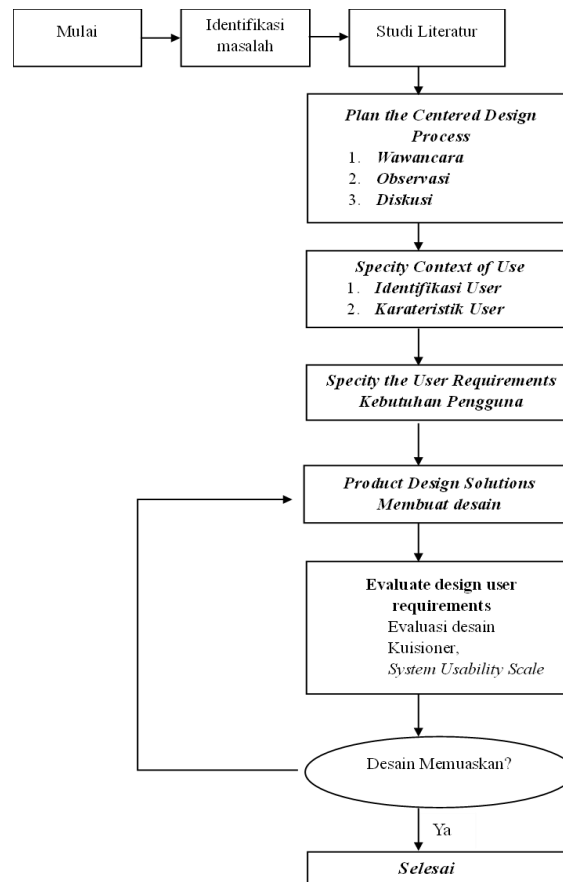 Mulai
Identifikasi
masalah
Studi Literatur
Plan the Centered Design
Process
1. Wawancara
2. Observasi
3. Diskusi
Specity Context of Use
1. Identifikasi User
2. Karateristik User
Specity the User Requirements
Kebutuhan Pengguna
Product Design Solutions
Membuat desain
Evaluate design user
requirements
Evaluasi desain
Kuisioner,
System Usability Scale
Desain Memuaskan?
Ya
Selesai